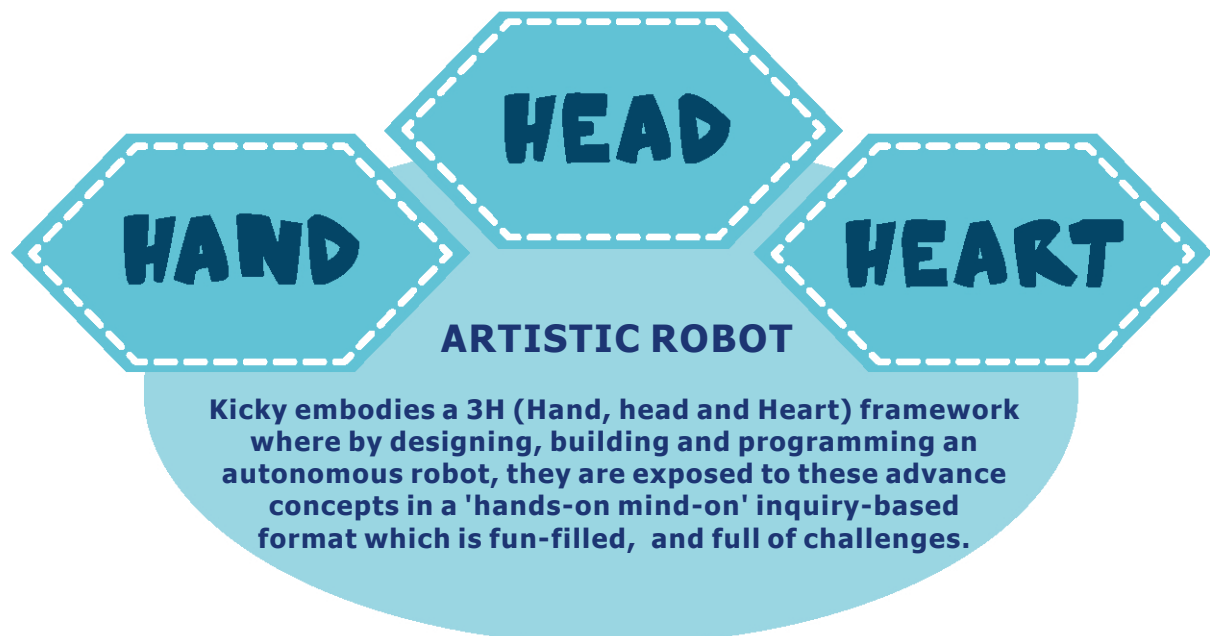 HAND
HEAD
HEART
ARTISTIC ROBOT
Kicky embodies a 3H (Hand, head and Heart) framework
where by designing, building and programming an
autonomous robot, they are exposed to these advance
concepts in a 'hands-on mind-on' inquiry-based
format which is fun-filled,  and full of challenges.